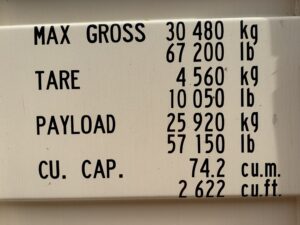 MAX GROSS 30 480 kg
67 200 lb
TARE 4 560 kg
10 050 lb
PAYLOAD 25 920 kg
57 150 lb
CU. CAP. 74.2 cu.m.
2 622 cu.ft.